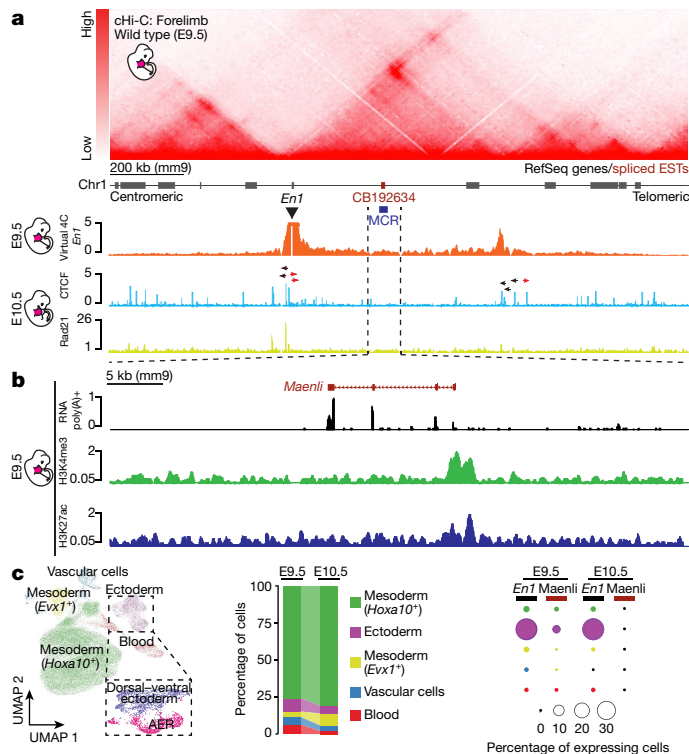 a
High
Low
cHi-C: Forelimb
Wild type (E9.5)
200 kb (mm9)
RefSeq genes/spliced ESTs
Chr1
Centromeric
En1
CB192634
Telomeric
MCR
E9.5
Virtual 4C
En1
5
0
E10.5
CTCF
5
0
Rad21
26
1
b
5 kb (mm9)
Maenli
E9.5
RNA
poly(A)+
1
0
H3K4me3
2
0.05
H3K27ac
2
0.05
c
Vascular cells
Mesoderm
(Evx1+)
Ectoderm
Blood
Mesoderm
(Hoxa10+)
Dorsal–ventral
ectoderm
AER
UMAP 2
UMAP 1
E9.5 E10.5
Percentage of cells
100
75
50
25
0
Mesoderm
(Hoxa10+)
Ectoderm
Mesoderm
(Evx1+)
Vascular cells
Blood
E9.5 E10.5
En1 Maenli En1 Maenli
0 10 20 30
Percentage of expressing cells